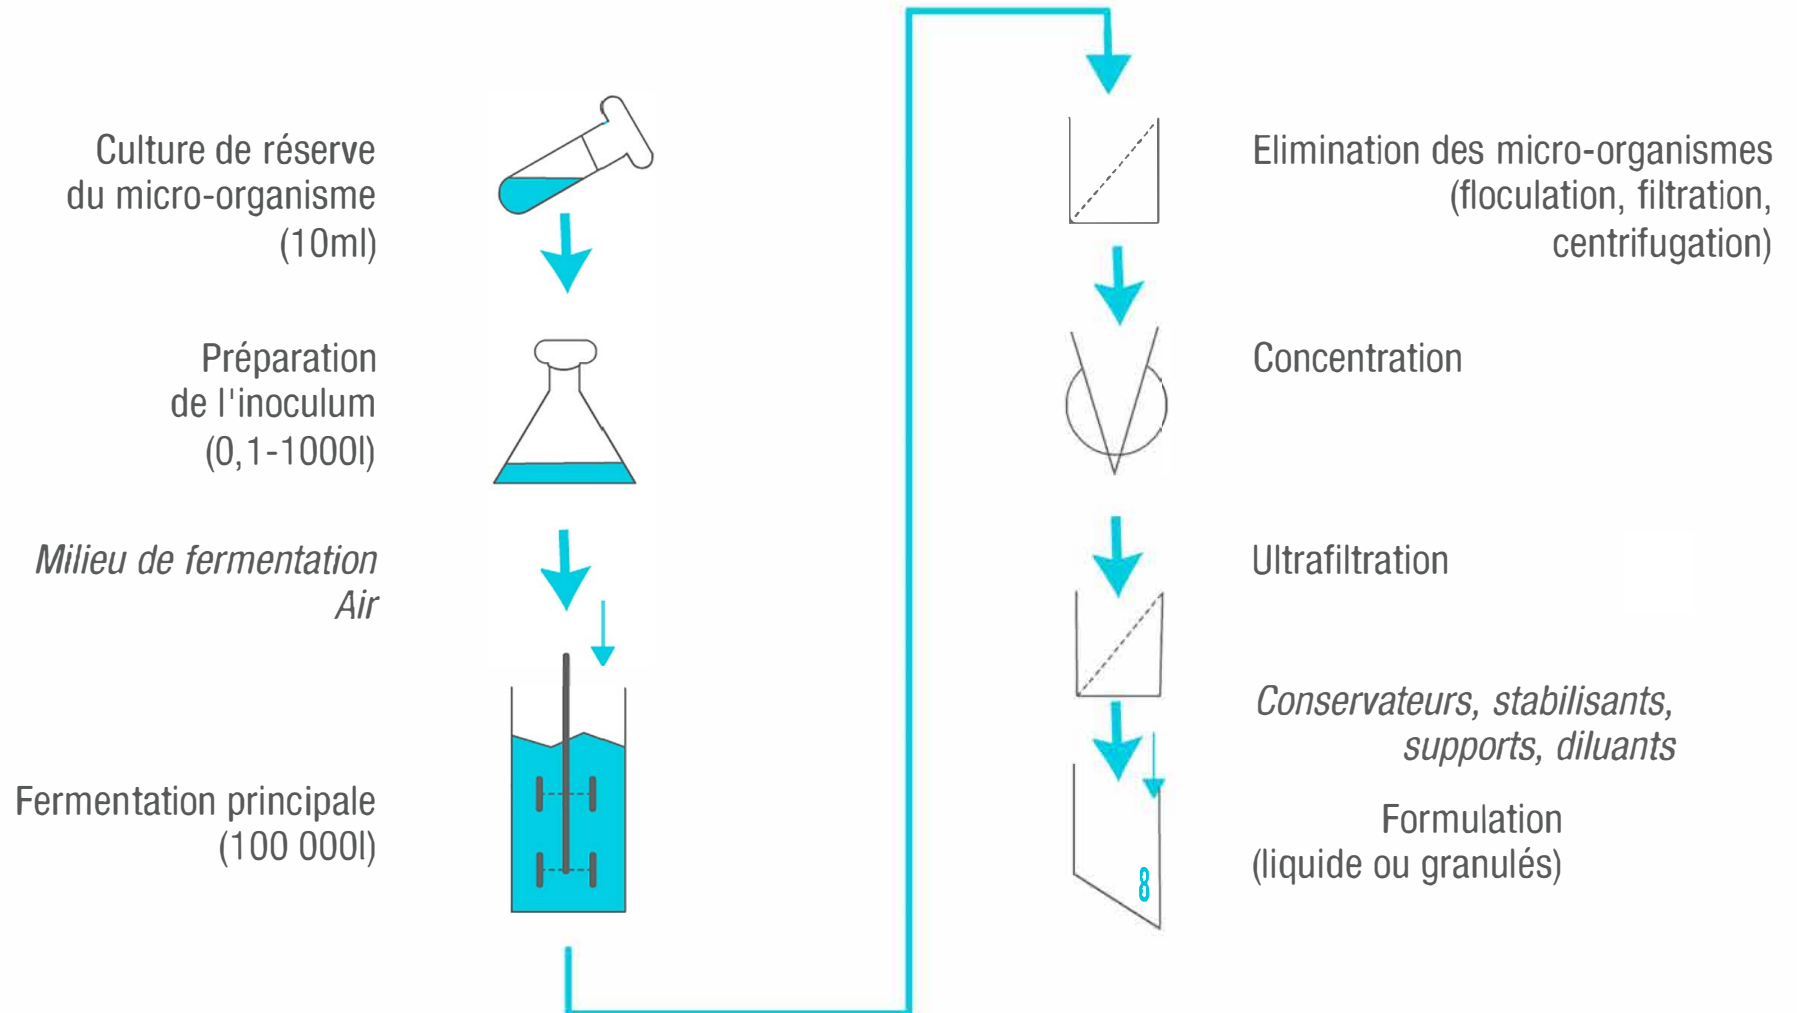 Culture de réserve
du micro-organisme
(10ml)
Préparation
de l'inoculum
(0,1-1000l)
Milieu de fermentation
Air
Fermentation principale
(100 000l)
Elimination des micro-organismes
(floculation, filtration,
centrifugation)
Concentration
Ultrafiltration
Conservateurs, stabilisants,
supports, diluants
Formulation
(liquide ou granulés)
8